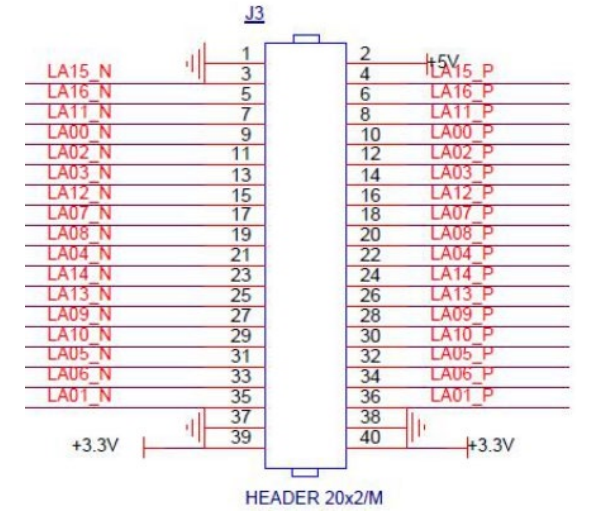 J3
1 2
+5V
LA15_N 3 4 LA15_P
LA16_N 5 6 LA16_P
LA11_N 7 8 LA11_P
LA00_N 9 10 LA00_P
LA02_N 11 12 LA02_P
LA03_N 13 14 LA03_P
LA12_N 15 16 LA12_P
LA07_N 17 18 LA07_P
LA08_N 19 20 LA08_P
LA04_N 21 22 LA04_P
LA14_N 23 24 LA14_P
LA13_N 25 26 LA13_P
LA09_N 27 28 LA09_P
LA10_N 29 30 LA10_P
LA05_N 31 32 LA05_P
LA06_N 33 34 LA06_P
LA01_N 35 36 LA01_P
37 38
+3.3V 39 40 +3.3V
HEADER 20x2/M